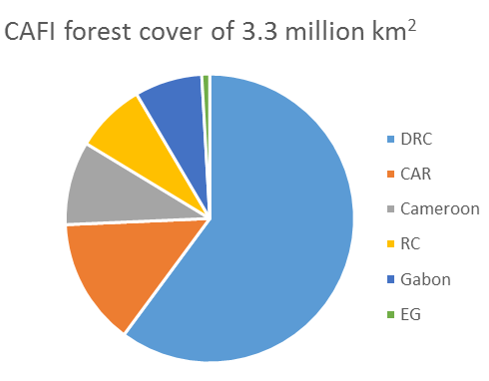 CAFI forest cover of 3.3 million km²
DRC
CAR
Cameroon
RC
Gabon
EG